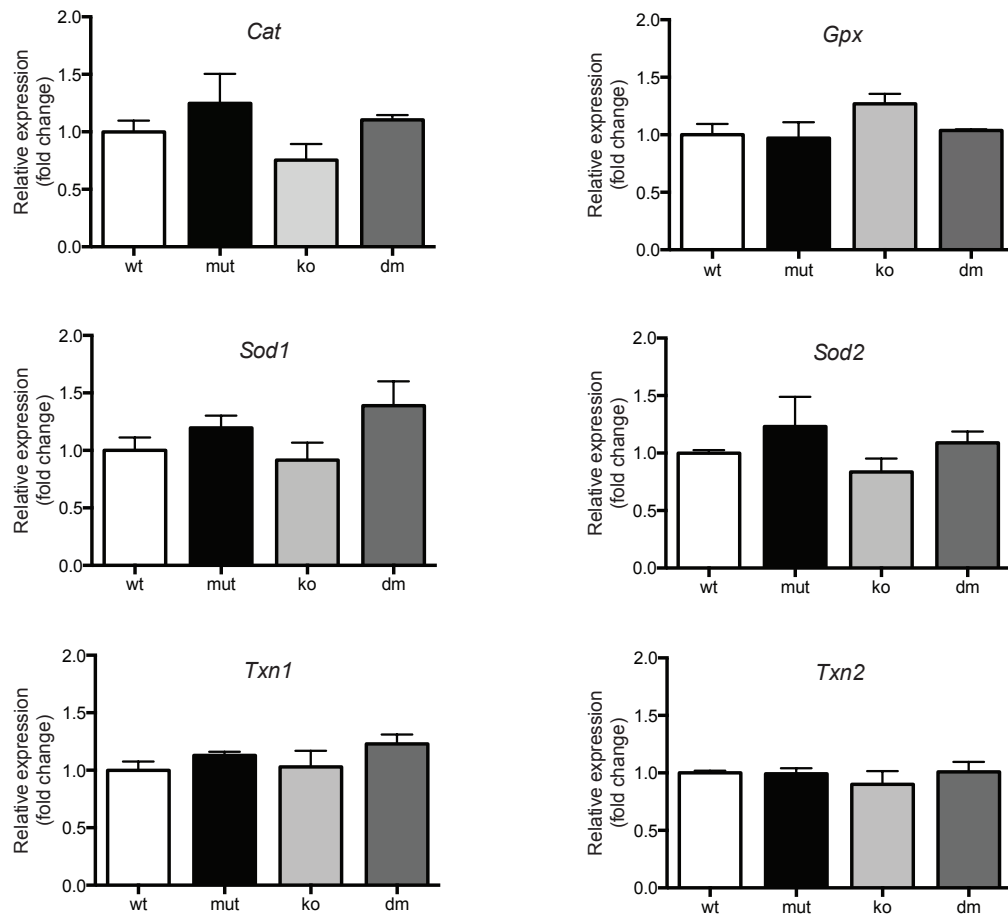 Cat
Relative expression
(fold change)
2.0
1.5
1.0
0.5
0.0
wt mut ko dm
Gpx
Relative expression
(fold change)
2.0
1.5
1.0
0.5
0.0
wt mut ko dm
Sod1
Relative expression
(fold change)
2.0
1.5
1.0
0.5
0.0
wt mut ko dm
Sod2
Relative expression
(fold change)
2.0
1.5
1.0
0.5
0.0
wt mut ko dm
Txn1
Relative expression
(fold change)
2.0
1.5
1.0
0.5
0.0
wt mut ko dm
Txn2
Relative expression
(fold change)
2.0
1.5
1.0
0.5
0.0
wt mut ko dm